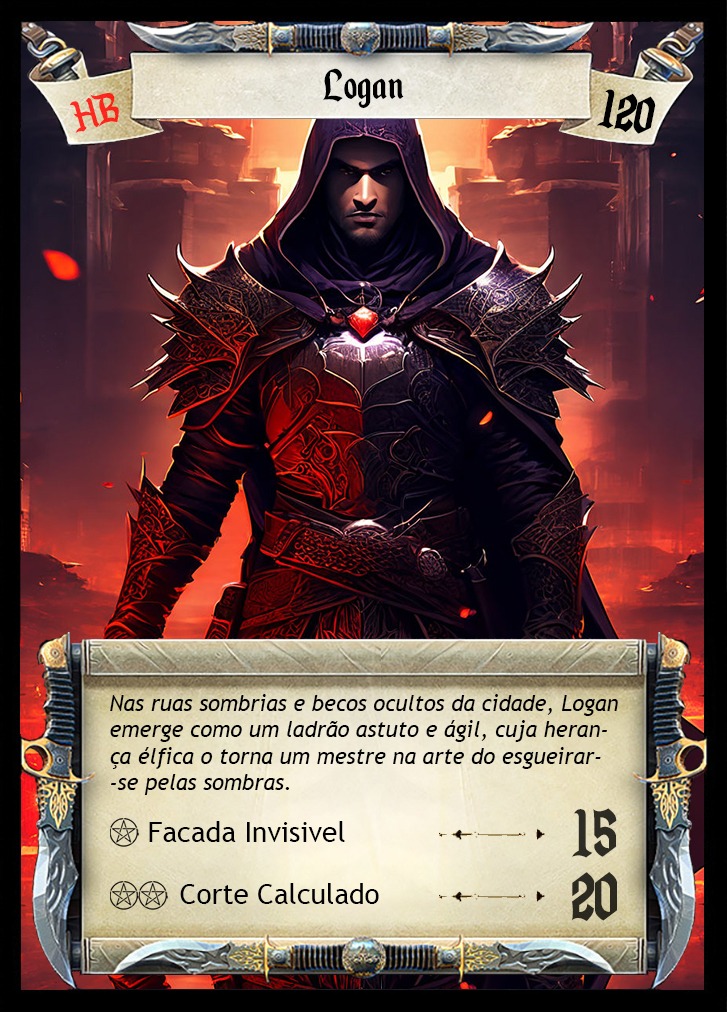 Logan
HB
120
Nas ruas sombrias e becos ocultos da cidade, Logan
emerge como um ladrão astuto e ágil, cuja heran-
ça élfica o torna um mestre na arte do esgueirar-
-se pelas sombras.
Facada Invisivel 15
Corte Calculado 20